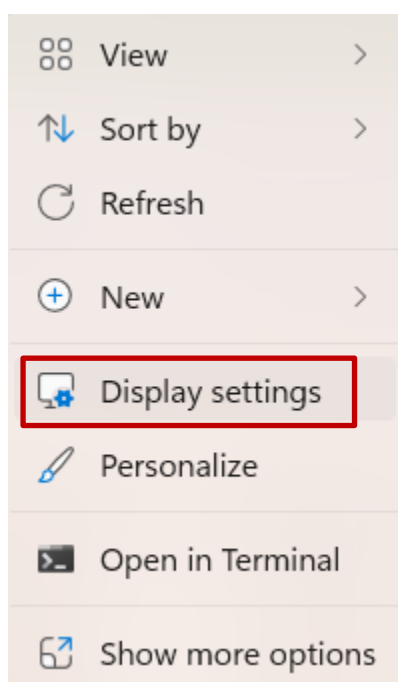 View
Sort by
Refresh
New
Display settings
Personalize
Open in Terminal
Show more options